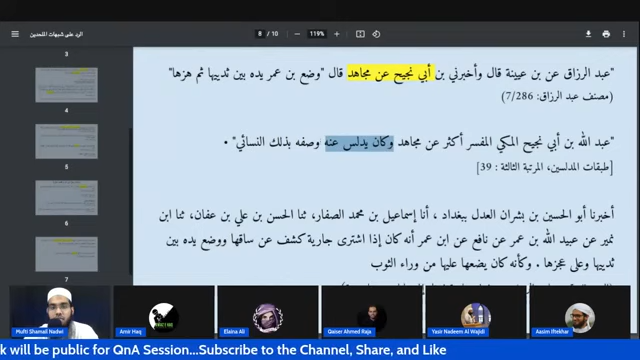 الرد على شبهات الملحدين
8 / 10
119%
3
"عبد الرزاق عن بن عيينة قال وأخبرني بن أبي نجيح عن مجاهد قال "وضع بن عمر يده بين ثدييها ثم هزها"
(مصنف عبد الرزاق: 7/286)
4
"عبد الله بن أبي نجيح المكي المفسر أكثر عن مجاهد وكان يدلس عنه وصفه بذلك النسائي" •
[طبقات المدلسين، المرتبة الثالثة : 39]
5
أخبرنا أبو الحسين بن بشران العدل ببغداد ، أنا إسماعيل بن محمد الصفار، ثنا الحسن بن علي بن عفان، ثنا ابن
نمير عن عبيد الله بن عمر عن نافع عن ابن عمر أنه كان إذا اشترى جارية كشف عن ساقها ووضع يده بين
ثدييها وعلى عجزها . وكأنه كان يضعها عليها من وراء الثوب
6
7
Mufti Shamail Nadwi
Amir Haq
Elaina Ali
Qaiser Ahmed Raja
Yasir Nadeem Al Wajidi
Aasim Iftekhar
k will be public for QnA Session...Subscribe to the Channel, Share, and Like